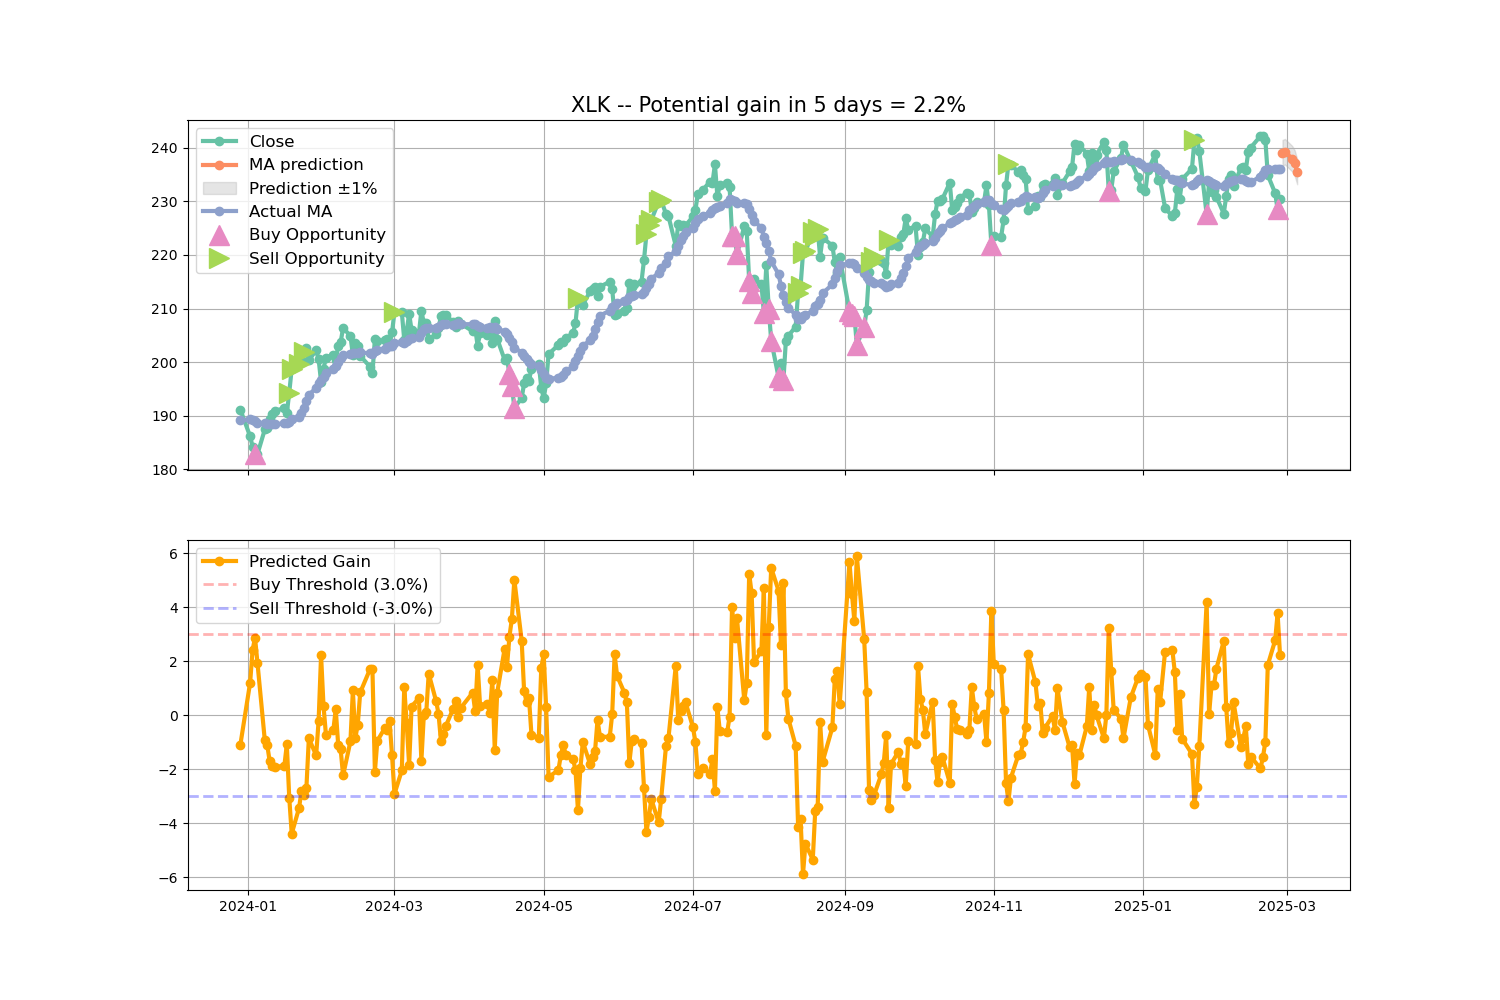 XLK -- Potential gain in 5 days = 2.2%
Close
MA prediction
Prediction ±1%
Actual MA
Buy Opportunity
Sell Opportunity
240
230
220
210
200
190
180
Predicted Gain
Buy Threshold (3.0%)
Sell Threshold (-3.0%)
6
4
2
0
−2
−4
−6
2024-01 2024-03 2024-05 2024-07 2024-09 2024-11 2025-01 2025-03